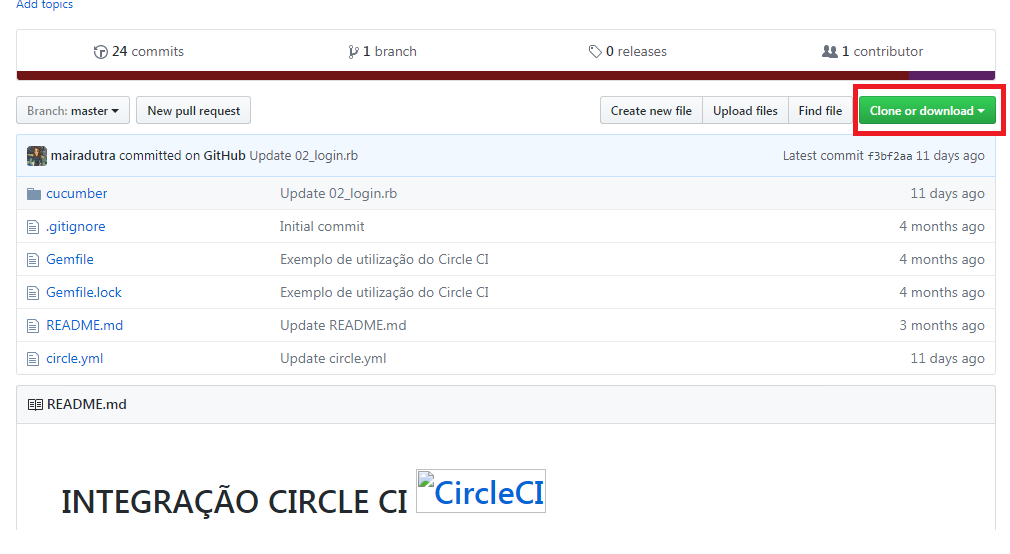 Add topics
24 commits 1 branch 0 releases 1 contributor
Branch: master New pull request Create new file Upload files Find file Clone or download
mairadutra committed on GitHub Update 02_login.rb Latest commit f3bf2aa 11 days ago
cucumber Update 02_login.rb 11 days ago
.gitignore Initial commit 4 months ago
Gemfile Exemplo de utilização do Circle CI 4 months ago
Gemfile.lock Exemplo de utilização do Circle CI 4 months ago
README.md Update README.md 3 months ago
circle.yml Update circle.yml 11 days ago
README.md
INTEGRAÇÃO CIRCLE CI CircleCI